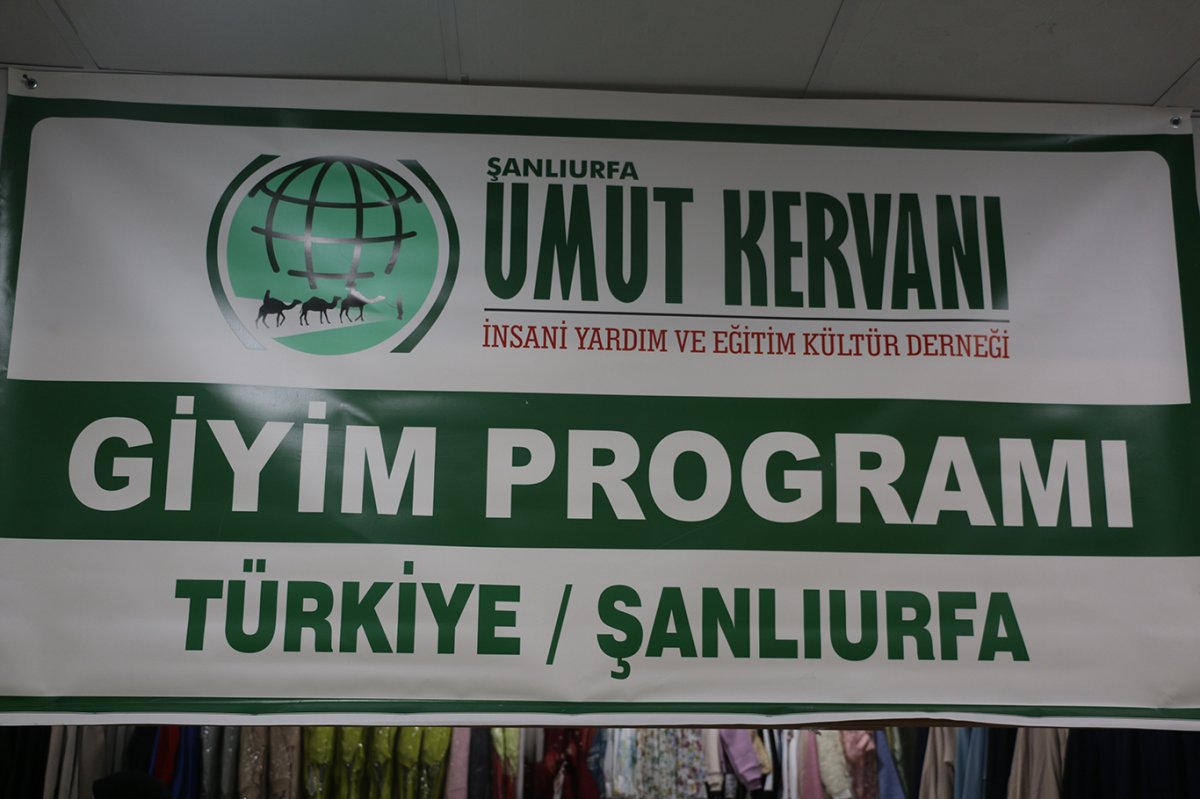 ŞANLIURFA
UMUT KERVANI
İNSANİ YARDIM VE EĞİTİM KÜLTÜR DERNEĞİ
GİYİM PROGRAMI
TÜRKİYE / ŞANLIURFA